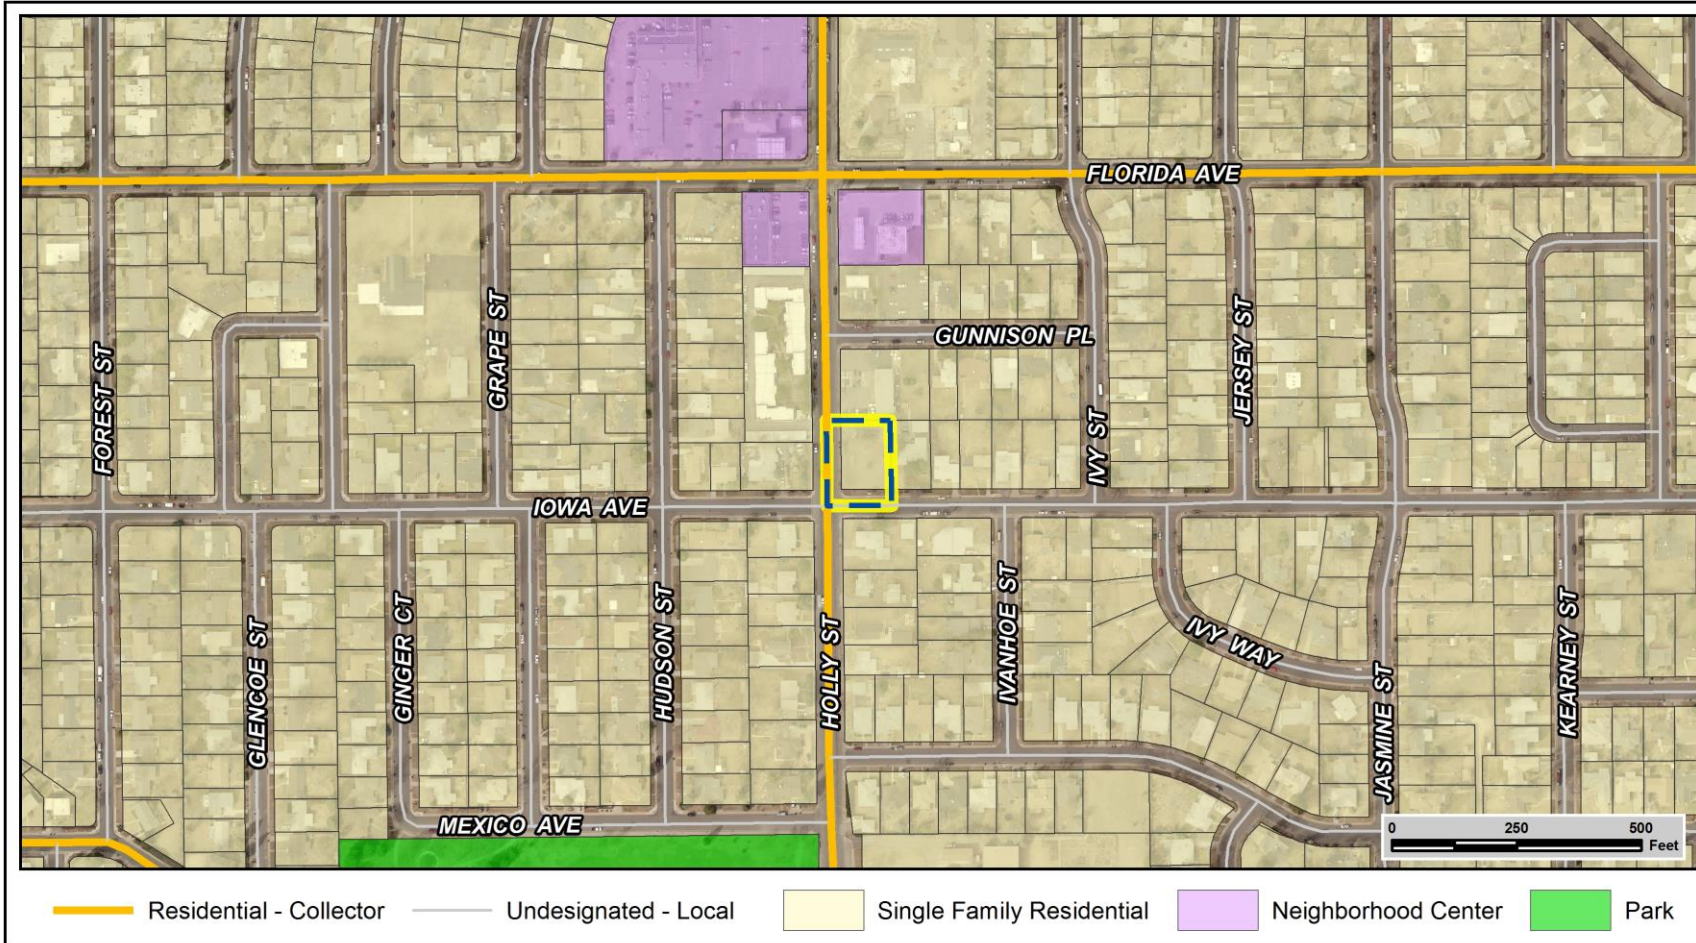 FLORIDA AVE
GUNNISON PL
GRAPE ST
FOREST ST
JERSEY ST
IVY ST
IOWA AVE
GLENCOE ST
GINGER CT
HUDSON ST
HOLLY ST
IVANHOE ST
IVY WAY
JASMINE ST
KEARNEY ST
MEXICO AVE
0 250 500
Feet
Residential - Collector
Undesignated - Local
Single Family Residential
Neighborhood Center
Park